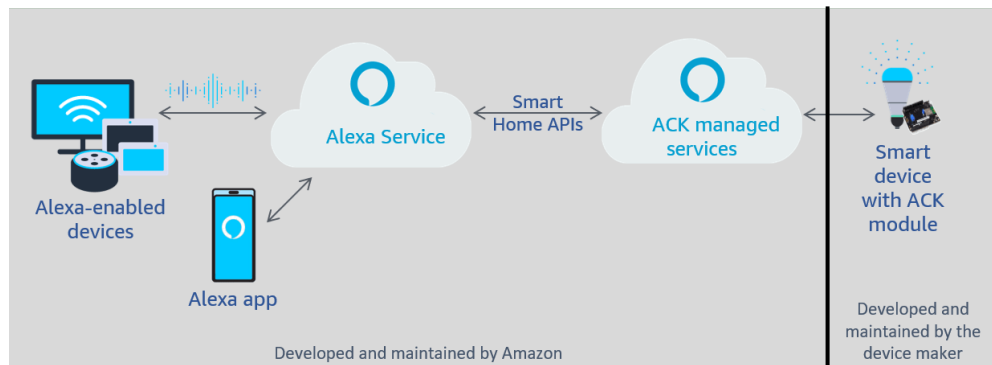 Alexa-enabled
devices
Alexa app
Alexa Service
Smart
Home APIs
ACK managed
services
Smart
device
with ACK
module
Developed and maintained by Amazon
Developed and
maintained by the
device maker